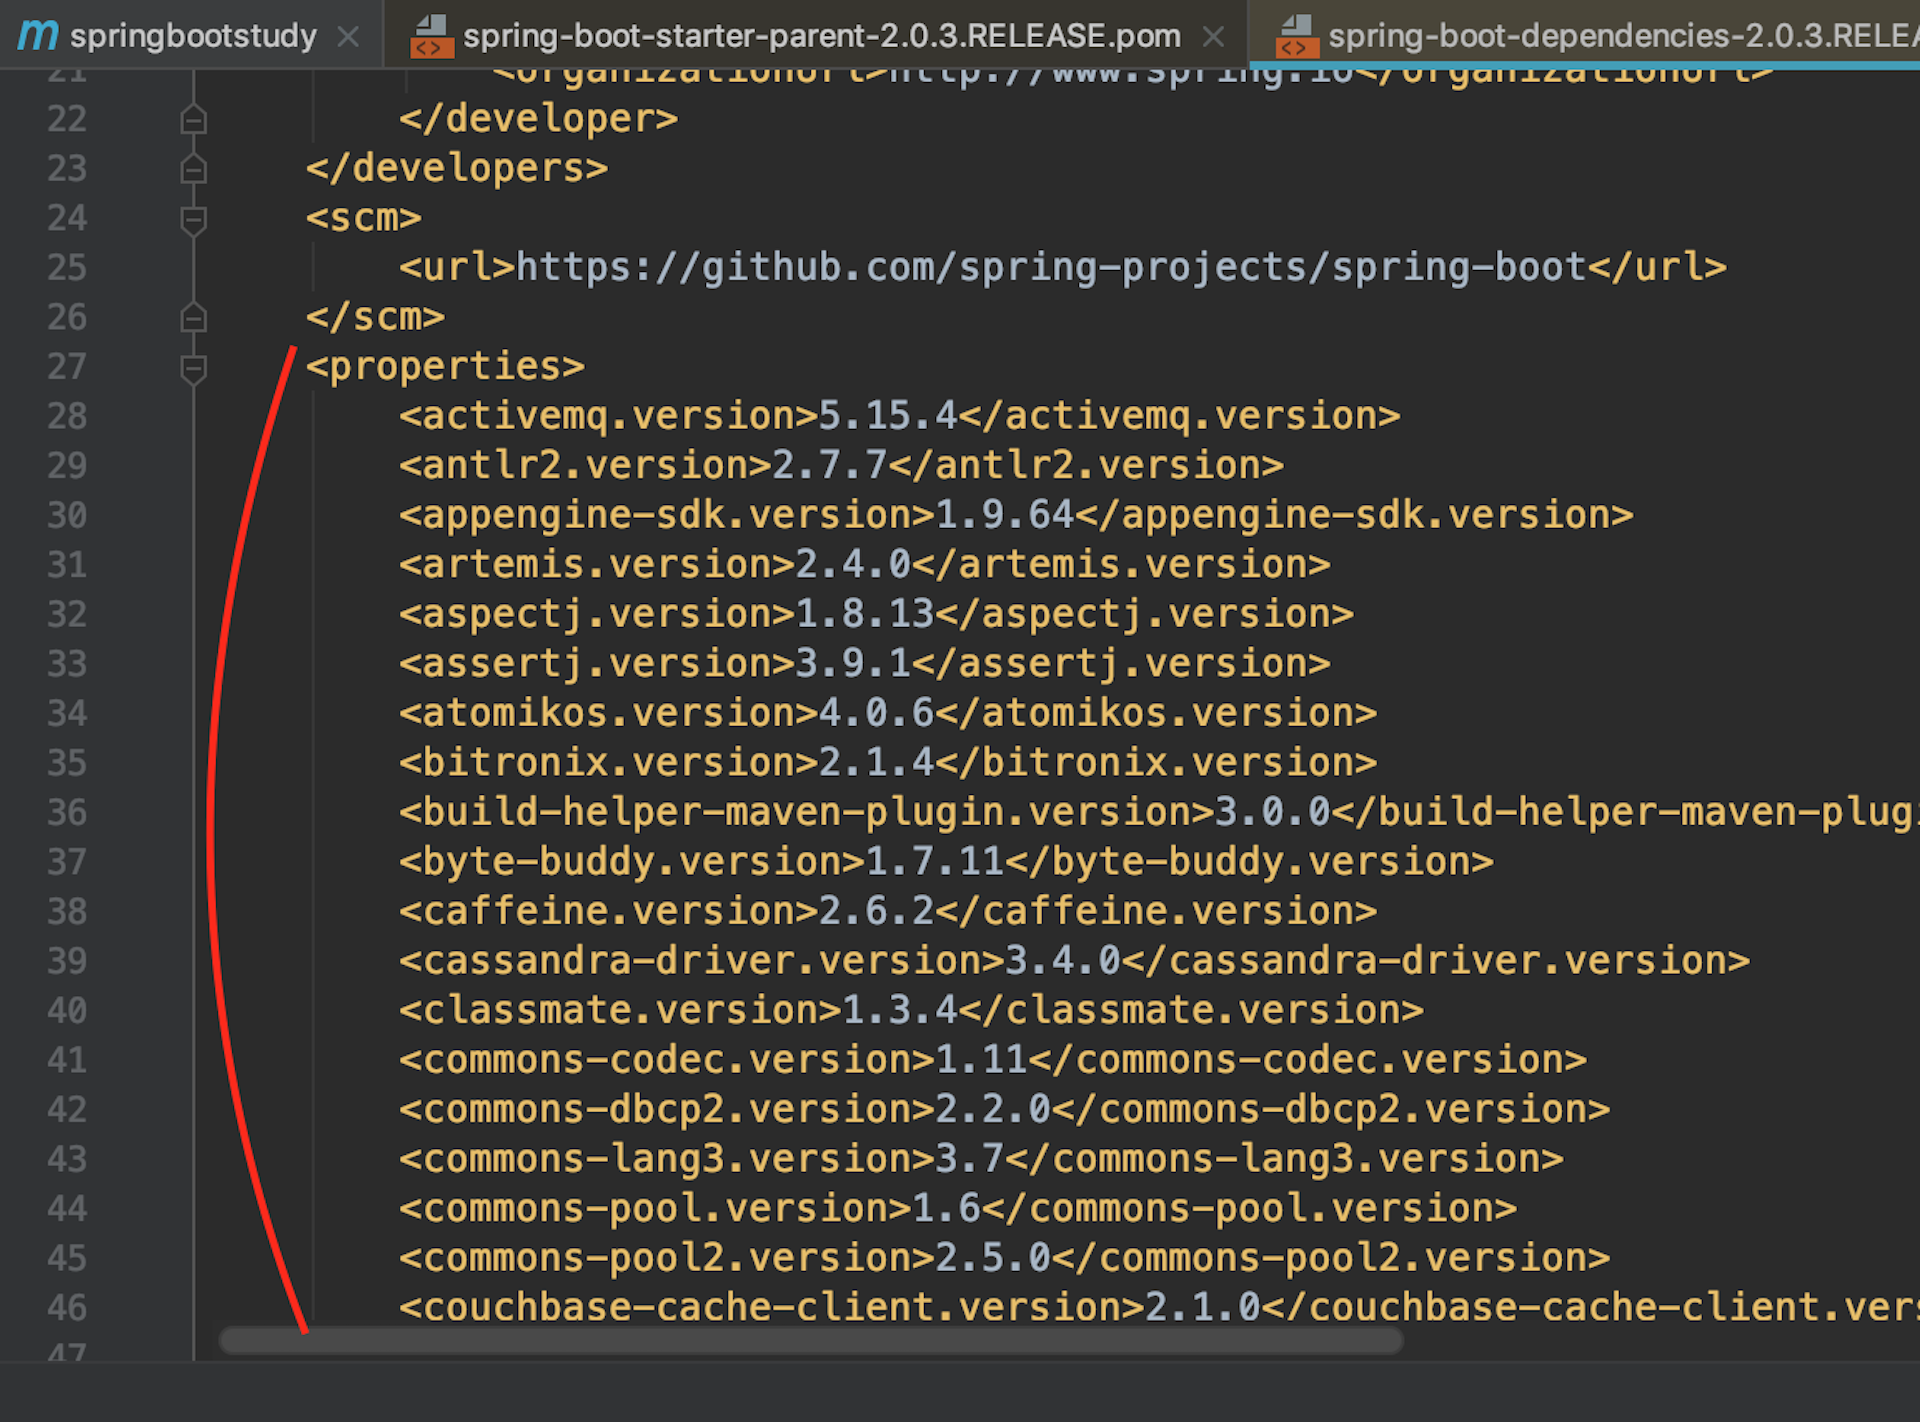 m springbootstudy
spring-boot-starter-parent-2.0.3.RELEASE.pom
spring-boot-dependencies-2.0.3.RELEA
21 <organizationUrl>http://www.spring.io</organizationUrl>
22 </developer>
23 </developers>
24 <scm>
25 <url>https://github.com/spring-projects/spring-boot</url>
26 </scm>
27 <properties>
28 <activemq.version>5.15.4</activemq.version>
29 <antlr2.version>2.7.7</antlr2.version>
30 <appengine-sdk.version>1.9.64</appengine-sdk.version>
31 <artemis.version>2.4.0</artemis.version>
32 <aspectj.version>1.8.13</aspectj.version>
33 <assertj.version>3.9.1</assertj.version>
34 <atomikos.version>4.0.6</atomikos.version>
35 <bitronix.version>2.1.4</bitronix.version>
36 <build-helper-maven-plugin.version>3.0.0</build-helper-maven-plugi
37 <byte-buddy.version>1.7.11</byte-buddy.version>
38 <caffeine.version>2.6.2</caffeine.version>
39 <cassandra-driver.version>3.4.0</cassandra-driver.version>
40 <classmate.version>1.3.4</classmate.version>
41 <commons-codec.version>1.11</commons-codec.version>
42 <commons-dbcp2.version>2.2.0</commons-dbcp2.version>
43 <commons-lang3.version>3.7</commons-lang3.version>
44 <commons-pool.version>1.6</commons-pool.version>
45 <commons-pool2.version>2.5.0</commons-pool2.version>
46 <couchbase-cache-client.version>2.1.0</couchbase-cache-client.vers
47